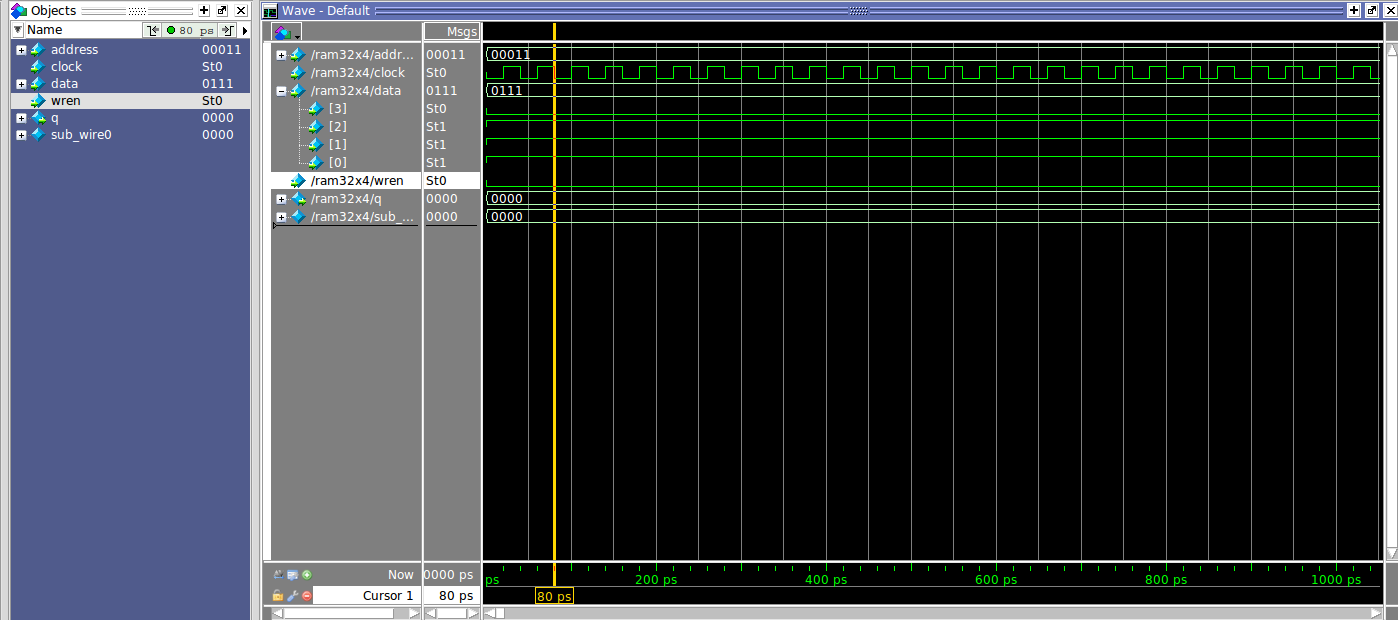 Objects
Name 80 ps
address 00011
clock St0
data 0111
wren St0
q 0000
sub_wire0 0000
Wave - Default
Msgs
/ram32x4/addr... 00011 00011
/ram32x4/clock St0
/ram32x4/data 0111 0111
[3] St0
[2] St1
[1] St1
[0] St1
/ram32x4/wren St0
/ram32x4/q 0000 0000
/ram32x4/sub_... 0000 0000
Now 0000 ps ps 200 ps 400 ps 600 ps 800 ps 1000 ps
Cursor 1 80 ps 80 ps